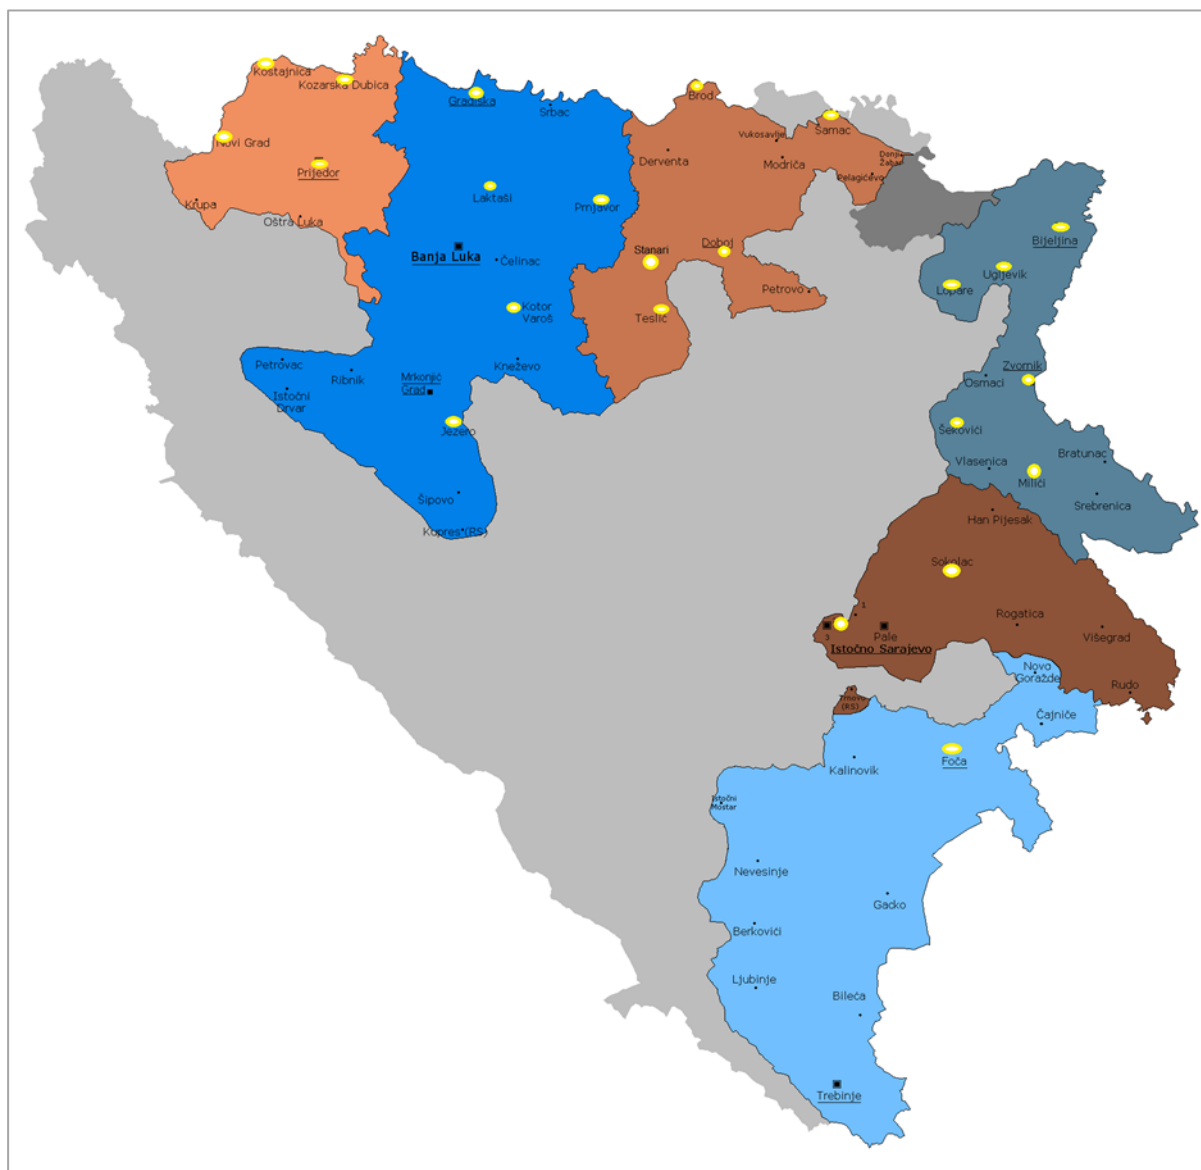 Kostajnica
Kozarska Dubica
Novi Grad
Prijedor
Krupa
Oštra Luka
Gradiška
Srbac
Laktaši
Prnjavor
Banja Luka
Čelinac
Kotor
Varoš
Kneževo
Petrovac
Ribnik
Mrkonjić
Grad
Istočni
Drvar
Jezero
Šipovo
Kupres (RS)
Brod
Vukosavlje
Šamac
Derventa
Modriča
Donji
Žabar
Pelagićevo
Stanari
Doboj
Petrovo
Teslić
Bijeljina
Ugljevik
Lopare
Zvornik
Osmaci
Šekovići
Vlasenica
Milići
Bratunac
Srebrenica
Han Pijesak
Sokolac
1
3
Pale
Istočno Sarajevo
Rogatica
Višegrad
Rudo
Trnovo
(RS)
Novo
Goražde
Čajniče
Foča
Kalinovik
Istočni
Mostar
Nevesinje
Gacko
Berkovići
Ljubinje
Bileća
Trebinje